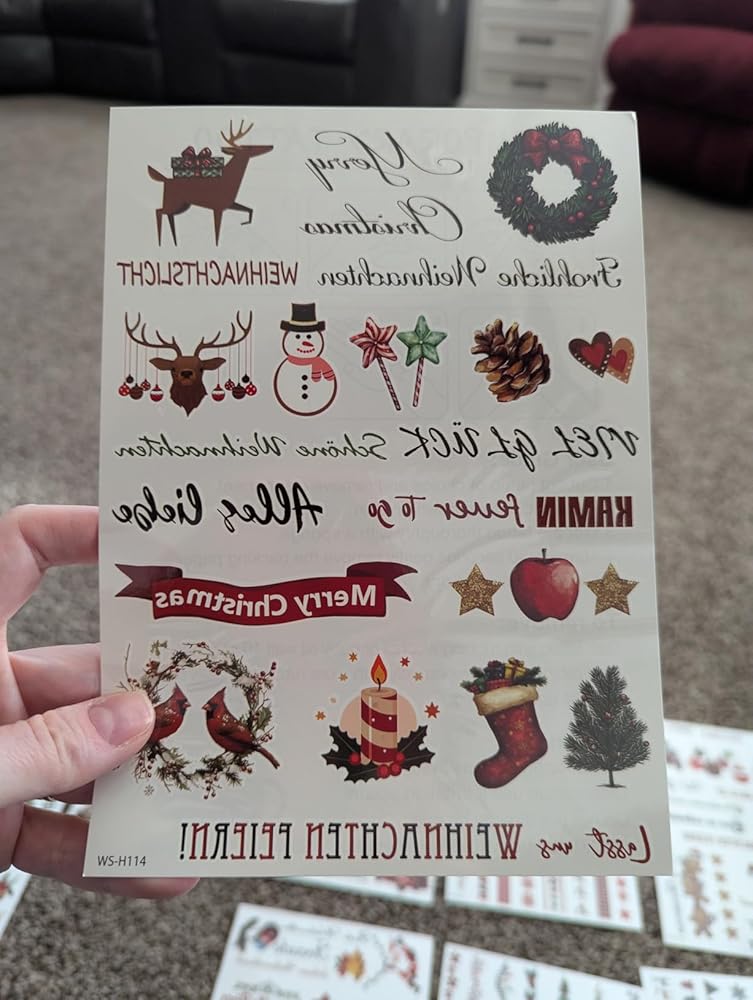 Merry
Christmas
Fröhliche Weihnachten WEIHNACHTSLICHT
VIEL GLÜCK Schöne Weihnachten
KAMIN feuer To go Alles liebe
Merry Christmas
Lasst uns WEIHNACHTEN FEIERN!
WS-H114